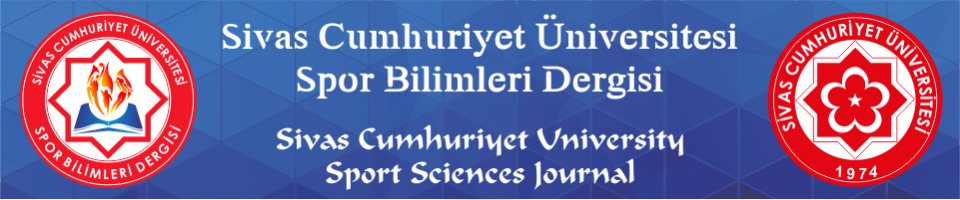 SİVAS CUMHURİYET ÜNİVERSİTESİ
SPOR BİLİMLERİ DERGİSİ
Sivas Cumhuriyet Üniversitesi
Spor Bilimleri Dergisi
Sivas Cumhuriyet University
Sport Sciences Journal
SİVAS CUMHURİYET ÜNİVERSİTESİ
1974